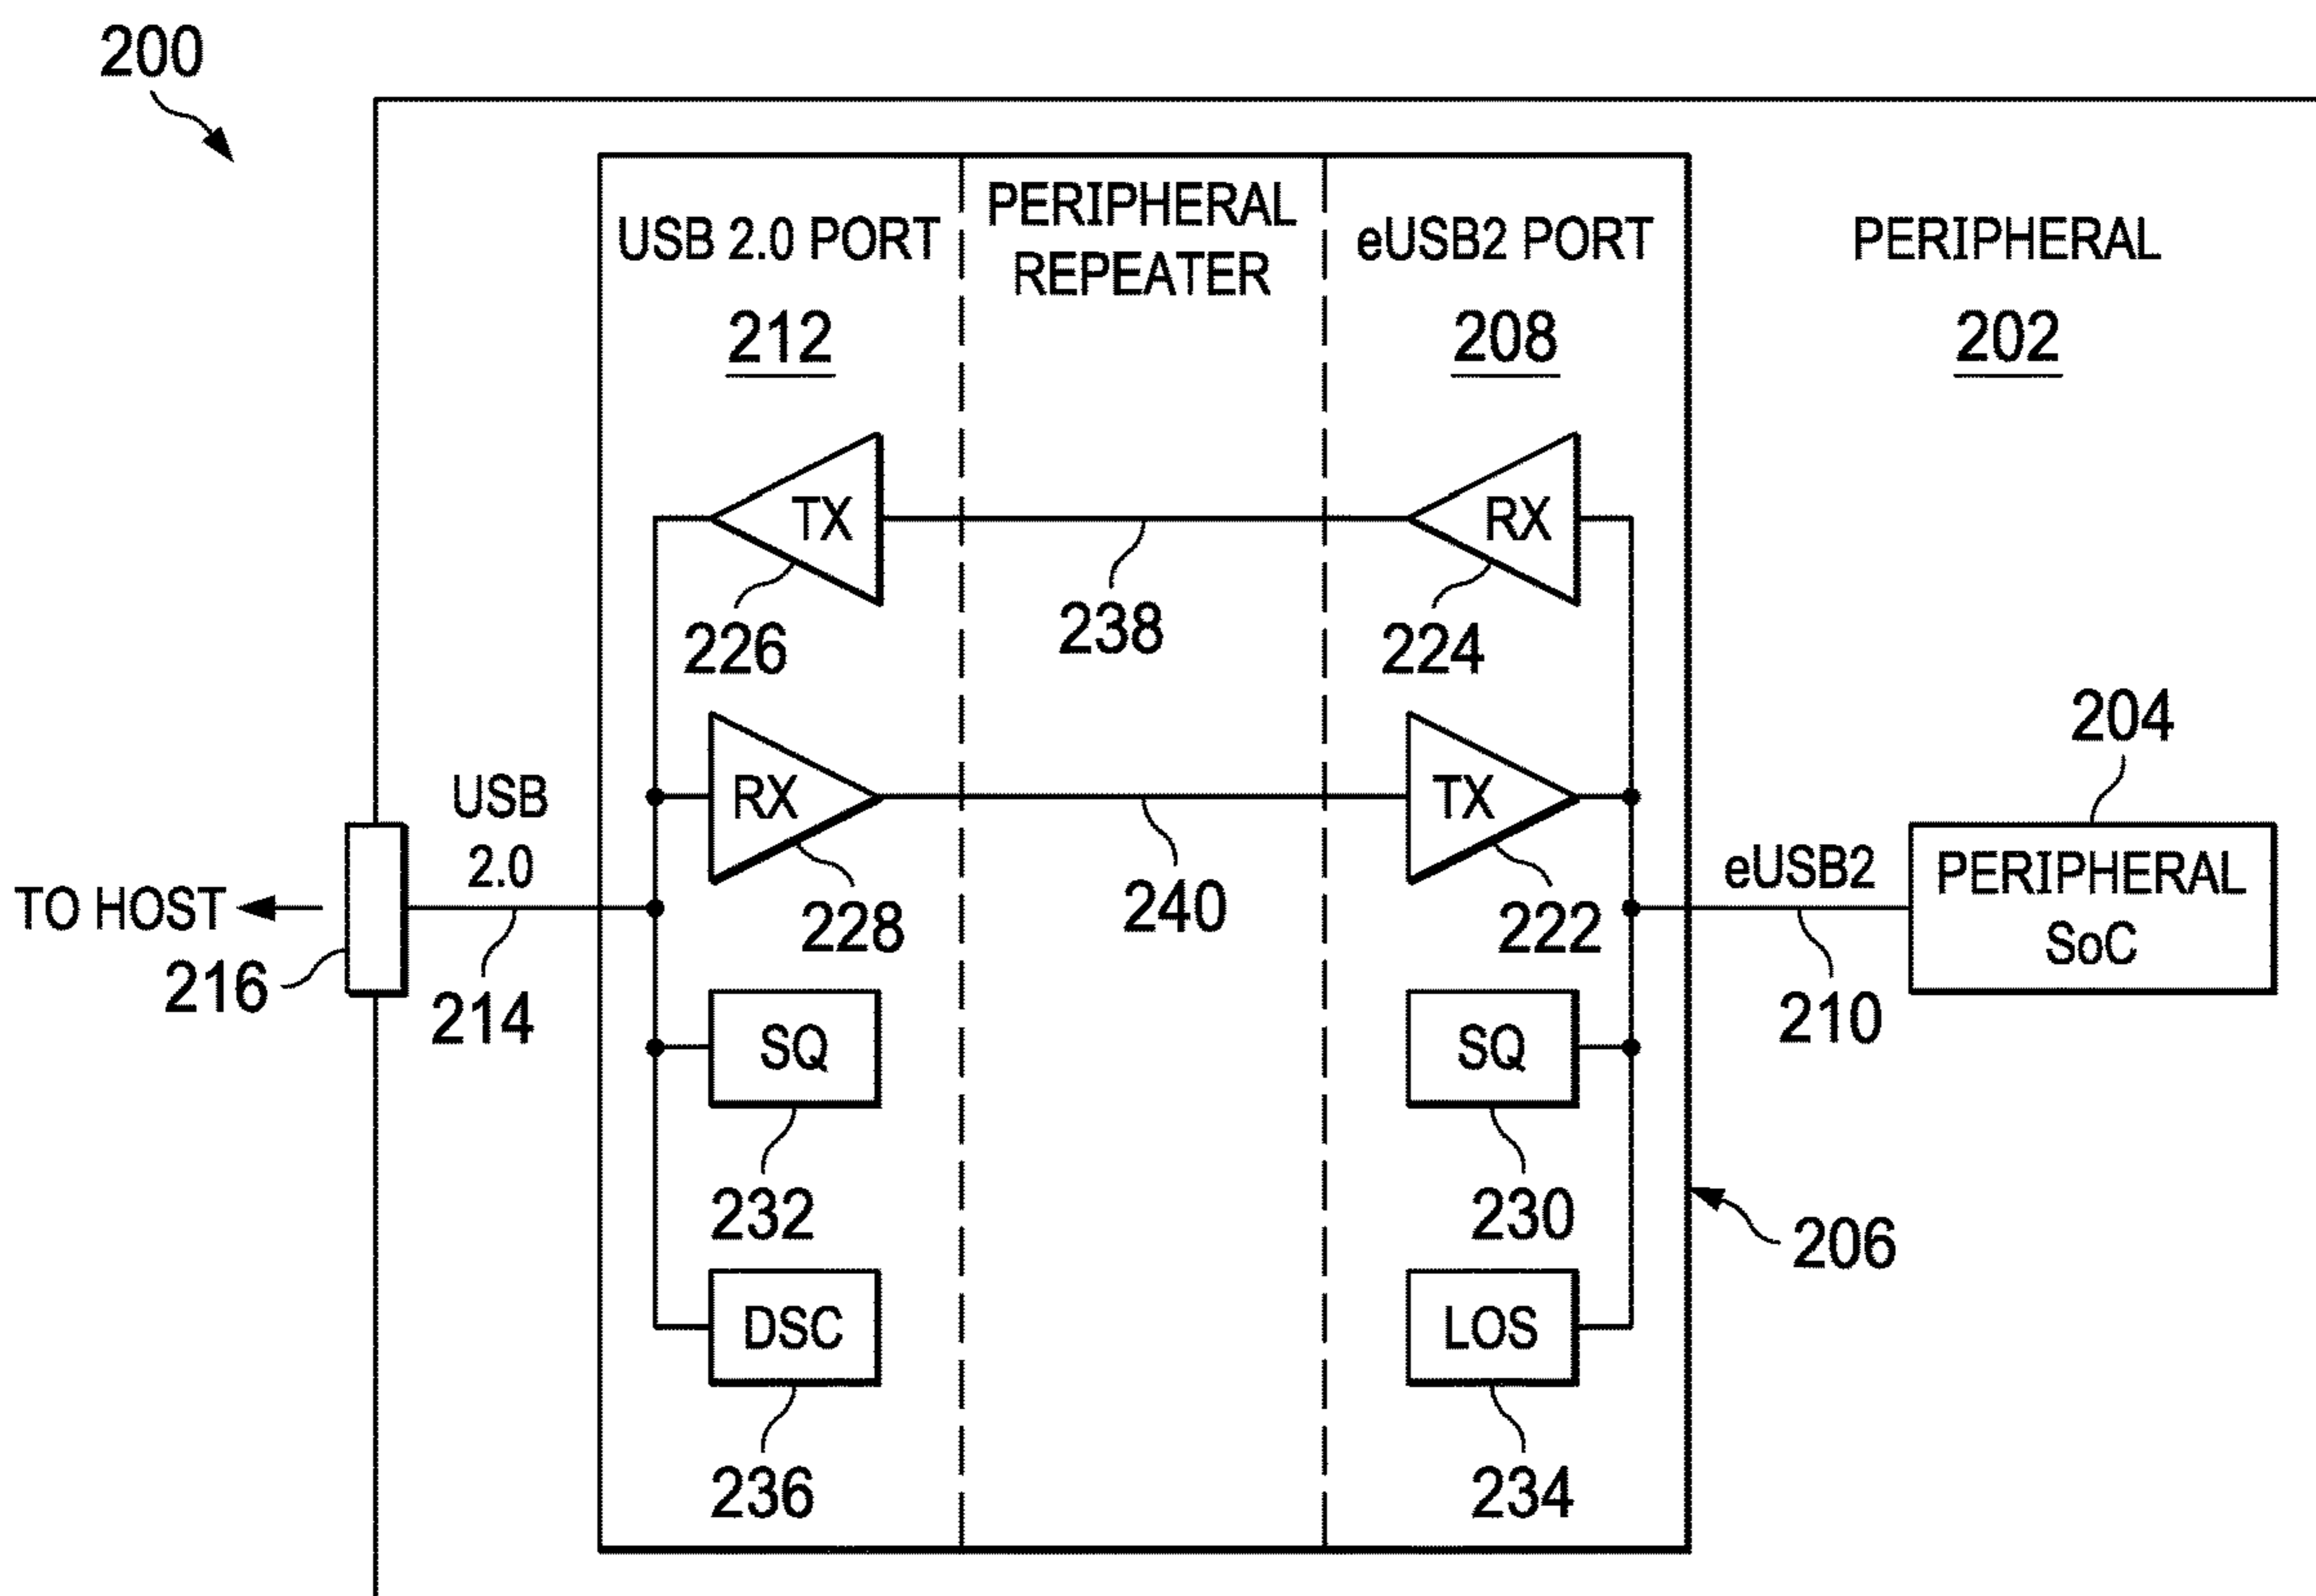 200
USB 2.0 PORT
212
PERIPHERAL
REPEATER
eUSB2 PORT
208
PERIPHERAL
202
TX
226
238
RX
224
RX
228
240
TX
222
204
USB
2.0
TO HOST
216
214
eUSB2
210
PERIPHERAL
SoC
SQ
232
SQ
230
206
DSC
236
LOS
234